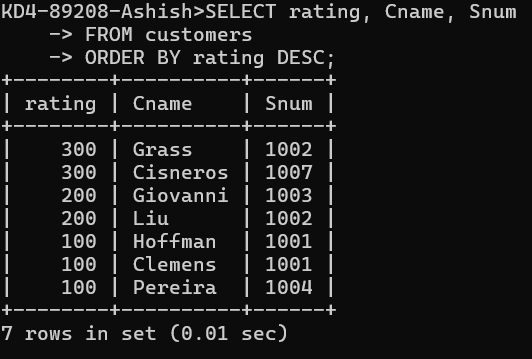 KD4-89208-Ashish>SELECT rating, Cname, Snum
    -> FROM customers
    -> ORDER BY rating DESC;
+--------+----------+------+
| rating | Cname    | Snum |
+--------+----------+------+
|    300 | Grass    | 1002 |
|    300 | Cisneros | 1007 |
|    200 | Giovanni | 1003 |
|    200 | Liu      | 1002 |
|    100 | Hoffman  | 1001 |
|    100 | Clemens  | 1001 |
|    100 | Pereira  | 1004 |
+--------+----------+------+
7 rows in set (0.01 sec)